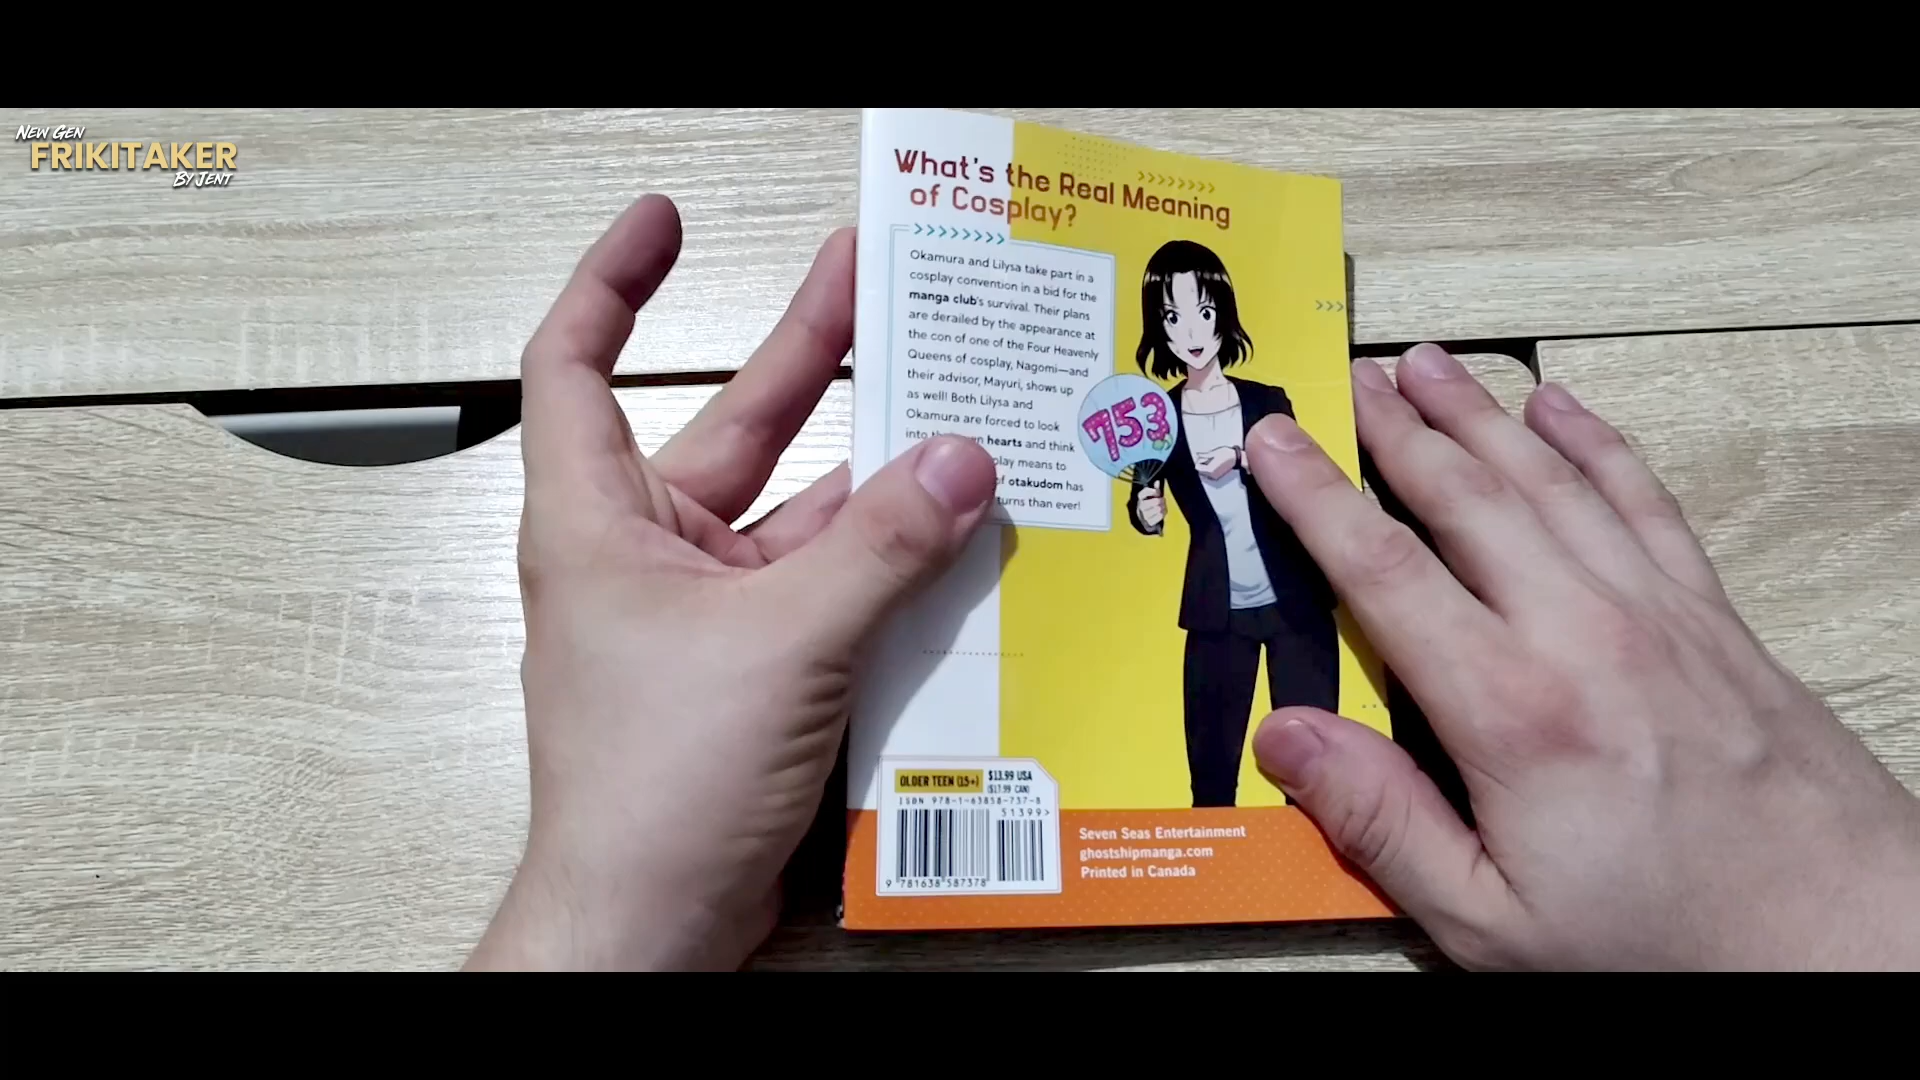 New Gen
FRIKITAKER
By Jent
What's the Real Meaning
of Cosplay?
Okamura and Lilysa take part in a
cosplay convention in a bid for the
manga club's survival. Their plans
are derailed by the appearance at
the con of one of the Four Heavenly
Queens of cosplay, Nagomi—and
their advisor, Mayuri, shows up
as well! Both Lilysa and
Okamura are forced to look
into hearts and think
means to
of otakudom has
turns than ever!
753
OLDER TEEN (15+)
$13.99 USA
($17.99 CAN)
ISBN 978-1-63858-737-8
51399>
9 781638 587378
Seven Seas Entertainment
ghostshipmanga.com
Printed in Canada